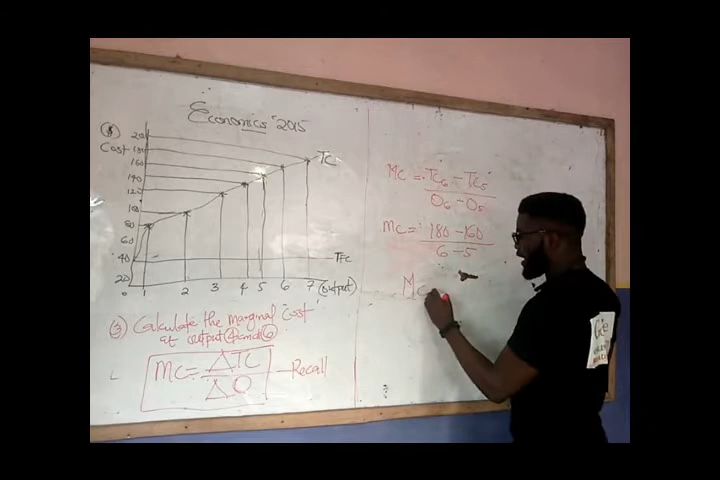 Economics '2015
Cost
200
180
160
140
120
100
80
60
40
20
0
TC
TFC
1 2 3 4 5 6 7 (output)
(3) Calculate the marginal Cost
at output (4) and (6)
MC = ΔTC
ΔQ
Recall
MC = TC6 - TC5
O6 - O5
MC = 180 - 160
6 - 5
MC